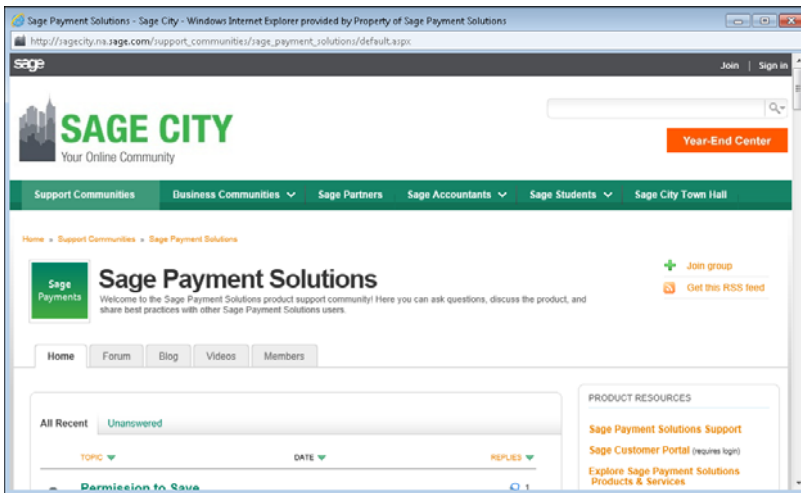 Sage Payment Solutions - Sage City - Windows Internet Explorer provided by Property of Sage Payment Solutions
http://sagecity.na.sage.com/support_communities/sage_payment_solutions/default.aspx
sage Join | Sign in
SAGE CITY
Your Online Community
Year-End Center
Support Communities Business Communities Sage Partners Sage Accountants Sage Students Sage City Town Hall
Home » Support Communities » Sage Payment Solutions
Sage Payments
Sage Payment Solutions
Welcome to the Sage Payment Solutions product support community! Here you can ask questions, discuss the product, and
share best practices with other Sage Payment Solutions users.
Join group
Get this RSS feed
Home Forum Blog Videos Members
All Recent Unanswered
TOPIC DATE REPLIES
Permission to Save 1
PRODUCT RESOURCES
Sage Payment Solutions Support
Sage Customer Portal (requires login)
Explore Sage Payment Solutions
Products & Services